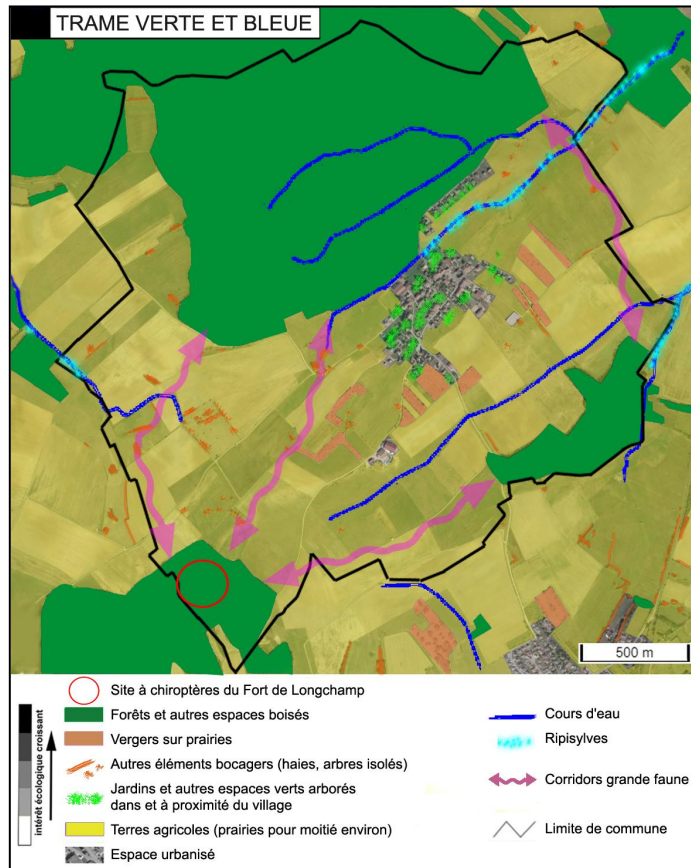 TRAME VERTE ET BLEUE
500 m
intérêt écologique croissant
Site à chiroptères du Fort de Longchamp
Forêts et autres espaces boisés
Vergers sur prairies
Autres éléments bocagers (haies, arbres isolés)
Jardins et autres espaces verts arborés
dans et à proximité du village
Terres agricoles (prairies pour moitié environ)
Espace urbanisé
Cours d'eau
Ripisylves
Corridors grande faune
Limite de commune